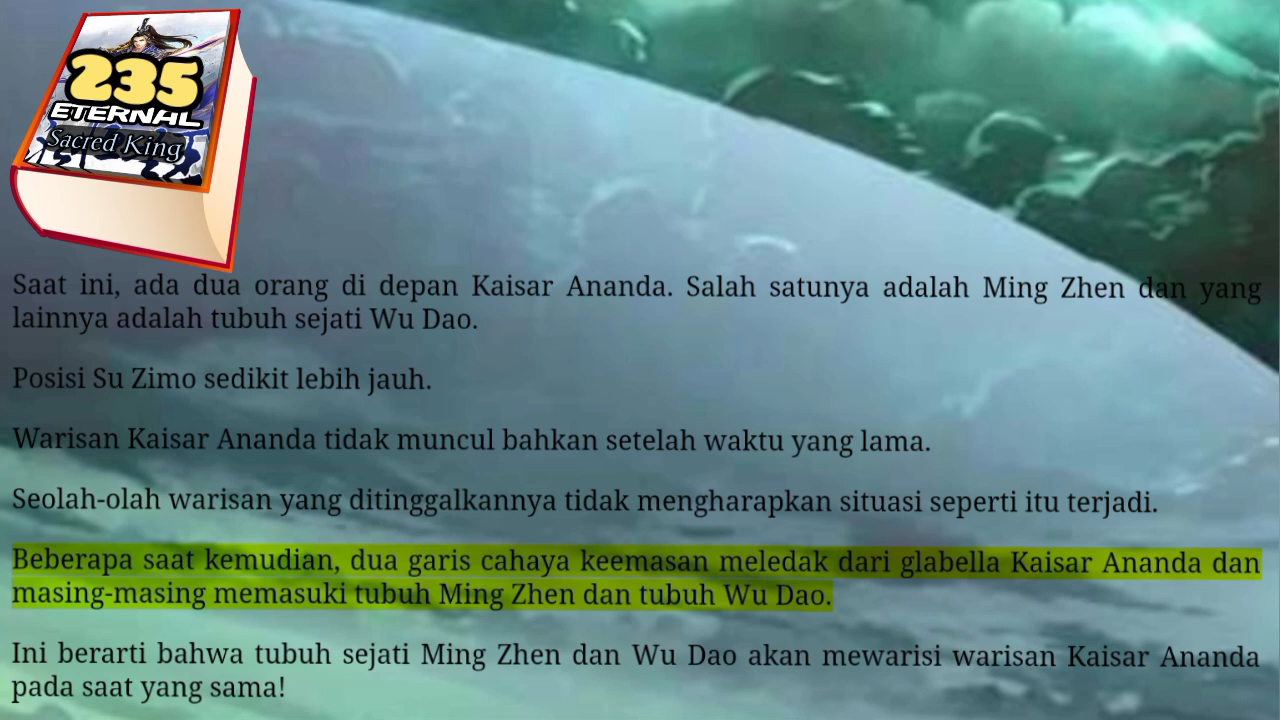 235
ETERNAL
Sacred King
Saat ini, ada dua orang di depan Kaisar Ananda. Salah satunya adalah Ming Zhen dan yang
lainnya adalah tubuh sejati Wu Dao.
Posisi Su Zimo sedikit lebih jauh.
Warisan Kaisar Ananda tidak muncul bahkan setelah waktu yang lama.
Seolah-olah warisan yang ditinggalkannya tidak mengharapkan situasi seperti itu terjadi.
Beberapa saat kemudian, dua garis cahaya keemasan meledak dari glabella Kaisar Ananda dan
masing-masing memasuki tubuh Ming Zhen dan tubuh Wu Dao.
Ini berarti bahwa tubuh sejati Ming Zhen dan Wu Dao akan mewarisi warisan Kaisar Ananda
pada saat yang sama!